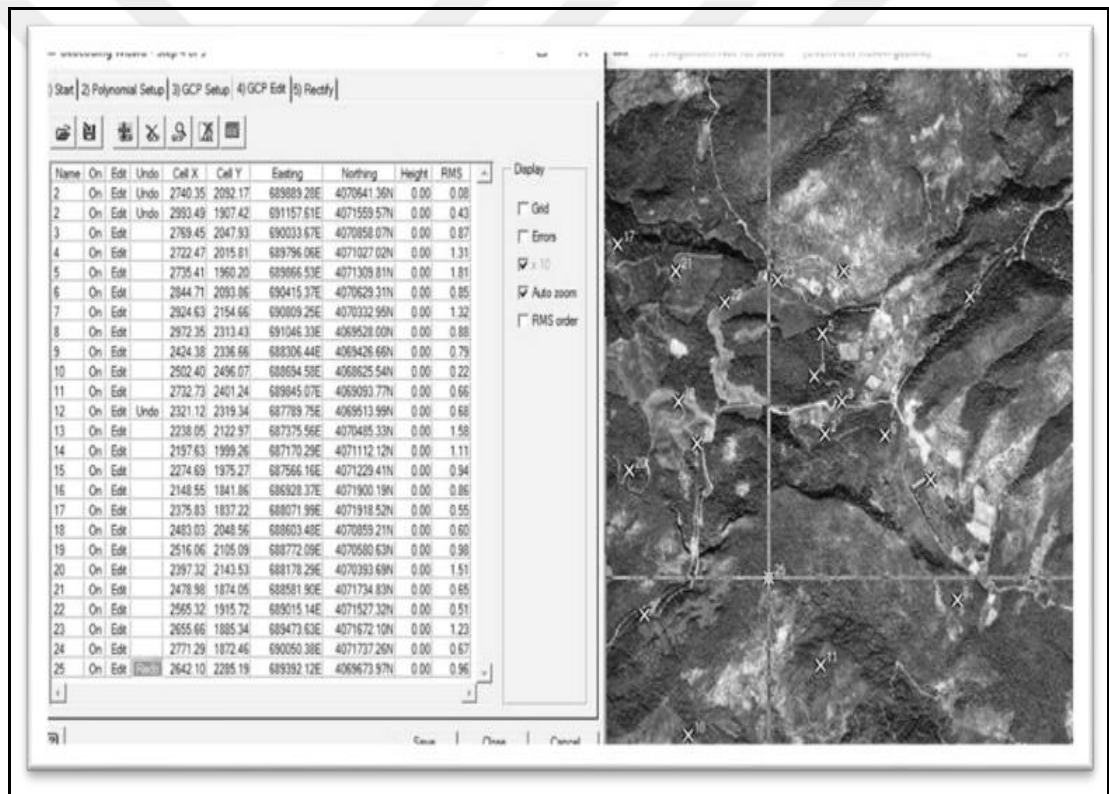 Start 2) Polynomial Setup 3) GCP Setup 4) GCP Edit 5) Rectify
Name On Edit Undo Cell X Cell Y Easting Northing Height RMS
2 On Edit Undo 2740.35 2092.17 689889.28E 4070641.36N 0.00 0.08
2 On Edit Undo 2993.49 1907.42 691157.61E 4071559.57N 0.00 0.43
3 On Edit 2769.45 2047.93 690033.67E 4070858.07N 0.00 0.87
4 On Edit 2722.47 2015.81 689796.06E 4071027.02N 0.00 1.31
5 On Edit 2735.41 1960.20 689866.53E 4071309.81N 0.00 1.81
6 On Edit 2844.71 2093.86 690415.37E 4070629.31N 0.00 0.85
7 On Edit 2924.63 2154.66 690809.25E 4070332.95N 0.00 1.32
8 On Edit 2972.35 2313.43 691046.33E 4069528.00N 0.00 0.88
9 On Edit 2424.38 2336.66 688306.44E 4069426.66N 0.00 0.79
10 On Edit 2502.40 2496.07 688694.58E 4068625.54N 0.00 0.22
11 On Edit 2732.73 2401.24 689845.07E 4069093.77N 0.00 0.66
12 On Edit Undo 2321.12 2319.34 687789.75E 4069513.99N 0.00 0.68
13 On Edit 2238.05 2122.97 687375.56E 4070485.33N 0.00 1.58
14 On Edit 2197.63 1999.26 687170.29E 4071112.12N 0.00 1.11
15 On Edit 2274.69 1975.27 687566.16E 4071229.41N 0.00 0.94
16 On Edit 2148.55 1841.86 686928.37E 4071900.19N 0.00 0.86
17 On Edit 2375.83 1837.22 688071.99E 4071918.52N 0.00 0.55
18 On Edit 2483.03 2048.56 688603.48E 4070859.21N 0.00 0.60
19 On Edit 2516.06 2105.09 688772.09E 4070580.63N 0.00 0.98
20 On Edit 2397.32 2143.53 688178.29E 4070393.69N 0.00 1.51
21 On Edit 2478.98 1874.05 688581.90E 4071734.83N 0.00 0.65
22 On Edit 2565.32 1915.72 689015.14E 4071527.32N 0.00 0.51
23 On Edit 2655.66 1885.34 689473.63E 4071672.10N 0.00 1.23
24 On Edit 2771.29 1872.46 690050.38E 4071737.26N 0.00 0.67
25 On Edit 2642.10 2285.19 689392.12E 4069673.97N 0.00 0.96
Display
Grid
Errors
x 10
Auto zoom
RMS order
Save Close Cancel
17
21
5
3
11
10